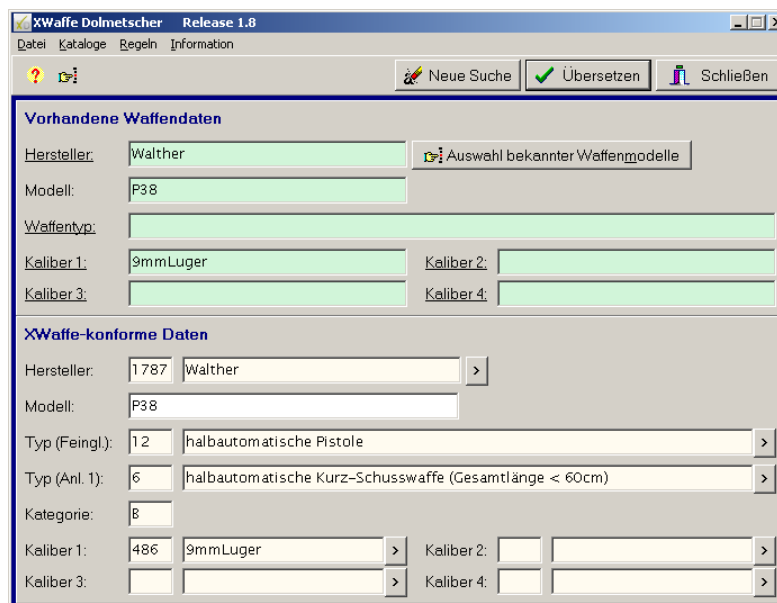 XWaffe Dolmetscher Release 1.8
Datei Kataloge Regeln Information
? Neue Suche Übersetzen Schließen
Vorhandene Waffendaten
Hersteller: Walther Auswahl bekannter Waffenmodelle
Modell: P38
Waffentyp:
Kaliber 1: 9mmLuger Kaliber 2:
Kaliber 3: Kaliber 4:
XWaffe-konforme Daten
Hersteller: 1787 Walther >
Modell: P38
Typ (Feingl.): 12 halbautomatische Pistole >
Typ (Anl. 1): 6 halbautomatische Kurz-Schusswaffe (Gesamtlänge < 60cm) >
Kategorie: B
Kaliber 1: 486 9mmLuger > Kaliber 2: >
Kaliber 3: > Kaliber 4: >